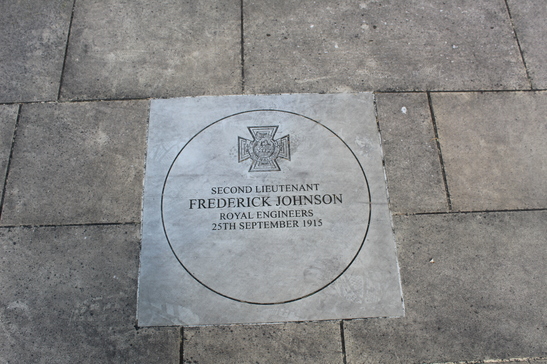 SECOND LIEUTENANT
FREDERICK JOHNSON
ROYAL ENGINEERS
25TH SEPTEMBER 1915